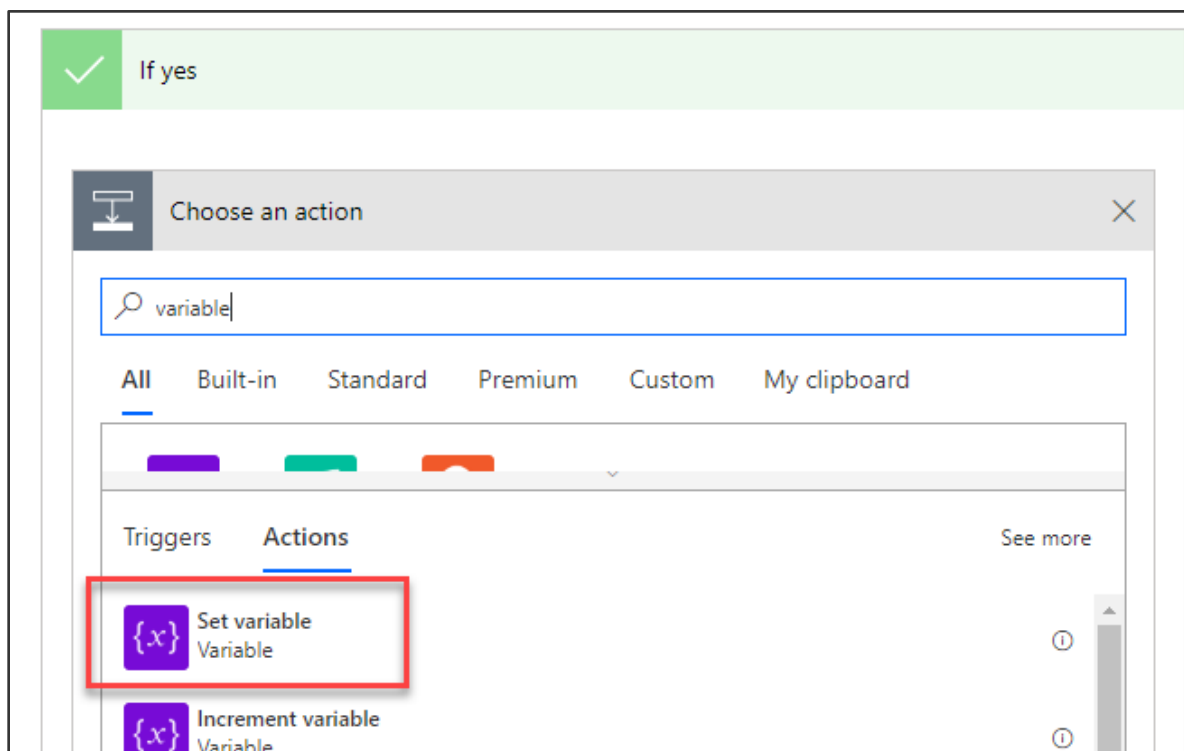 If yes
Choose an action
variable
All Built-in Standard Premium Custom My clipboard
Triggers Actions See more
{x} Set variable
Variable
{x} Increment variable
Variable